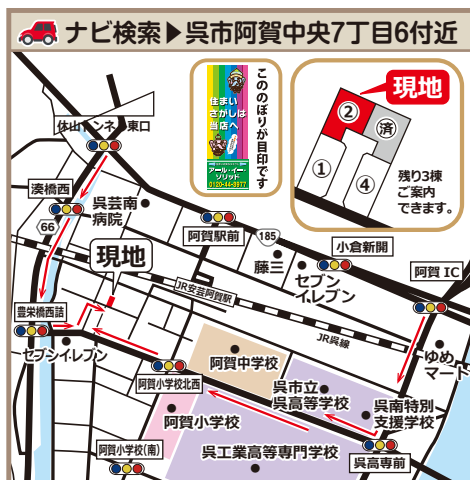 ナビ検索▶呉市阿賀中央7丁目6付近
休山トンネル東口
住まい
さがしは
当店へ
アール・イー・
ソリッド
0120-44-8977
こののぼりが目印です
現地
②
済
①
④
残り3棟
ご案内
できます。
湊橋西
66
呉芸南
病院
阿賀駅前
185
小倉新開
藤三
セブン
イレブン
阿賀IC
現地
JR安芸阿賀駅
JR呉線
豊栄橋西詰
セブンイレブン
ゆめ
マート
阿賀中学校
阿賀小学校北西
呉市立
呉高等学校
呉南特別
支援学校
阿賀小学校
阿賀小学校(南)
呉工業高等専門学校
呉高専前